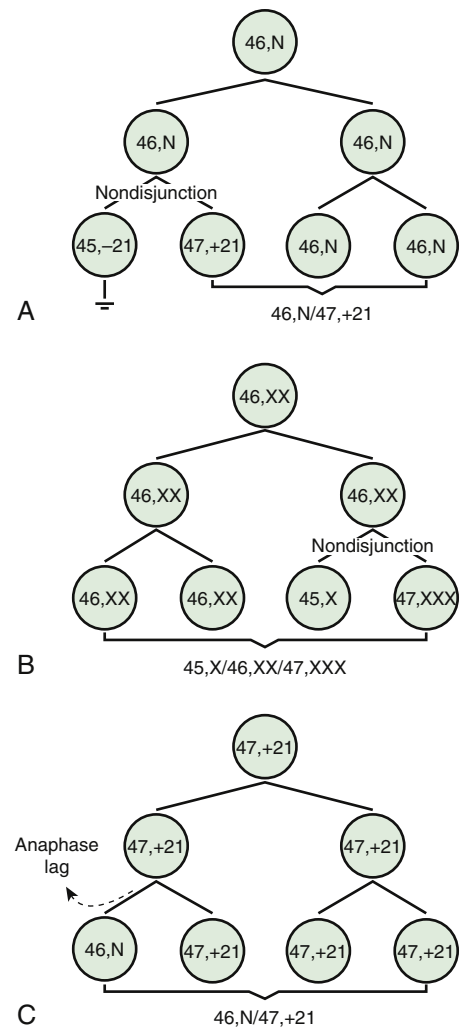 46,N
46,N 46,N
Nondisjunction
45,–21 47,+21 46,N 46,N
A
46,N/47,+21
46,XX
46,XX 46,XX
Nondisjunction
46,XX 46,XX 45,X 47,XXX
B
45,X/46,XX/47,XXX
47,+21
47,+21 47,+21
Anaphase
lag
46,N 47,+21 47,+21 47,+21
C
46,N/47,+21